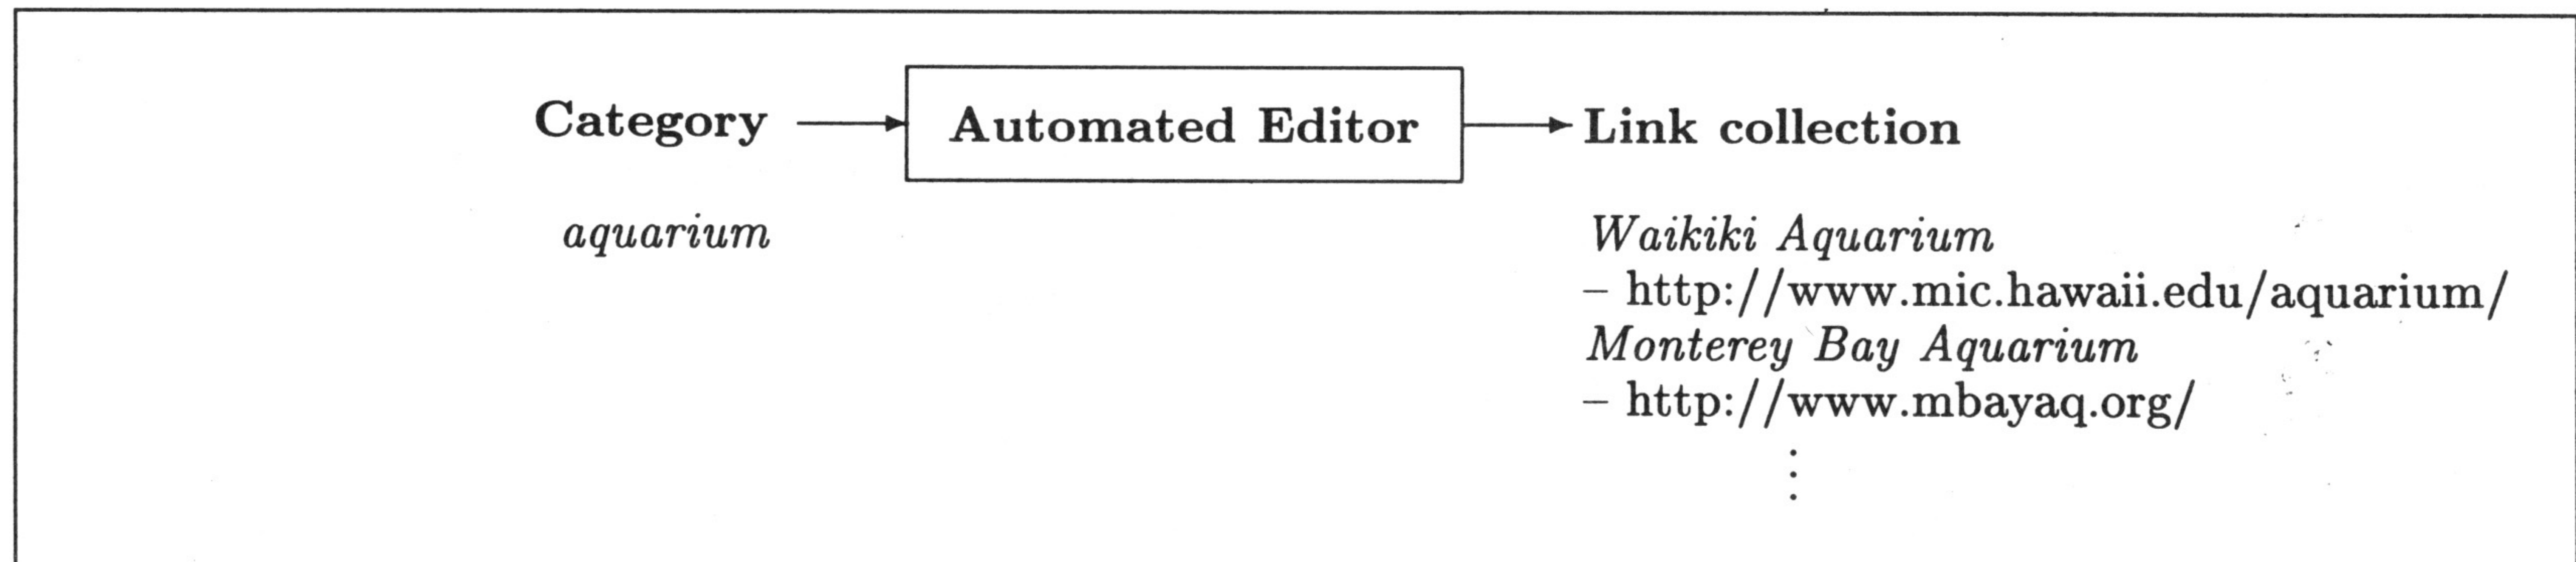 Category Automated Editor Link collection
aquarium Waikiki Aquarium
– http://www.mic.hawaii.edu/aquarium/
Monterey Bay Aquarium
– http://www.mbayaq.org/
⋮